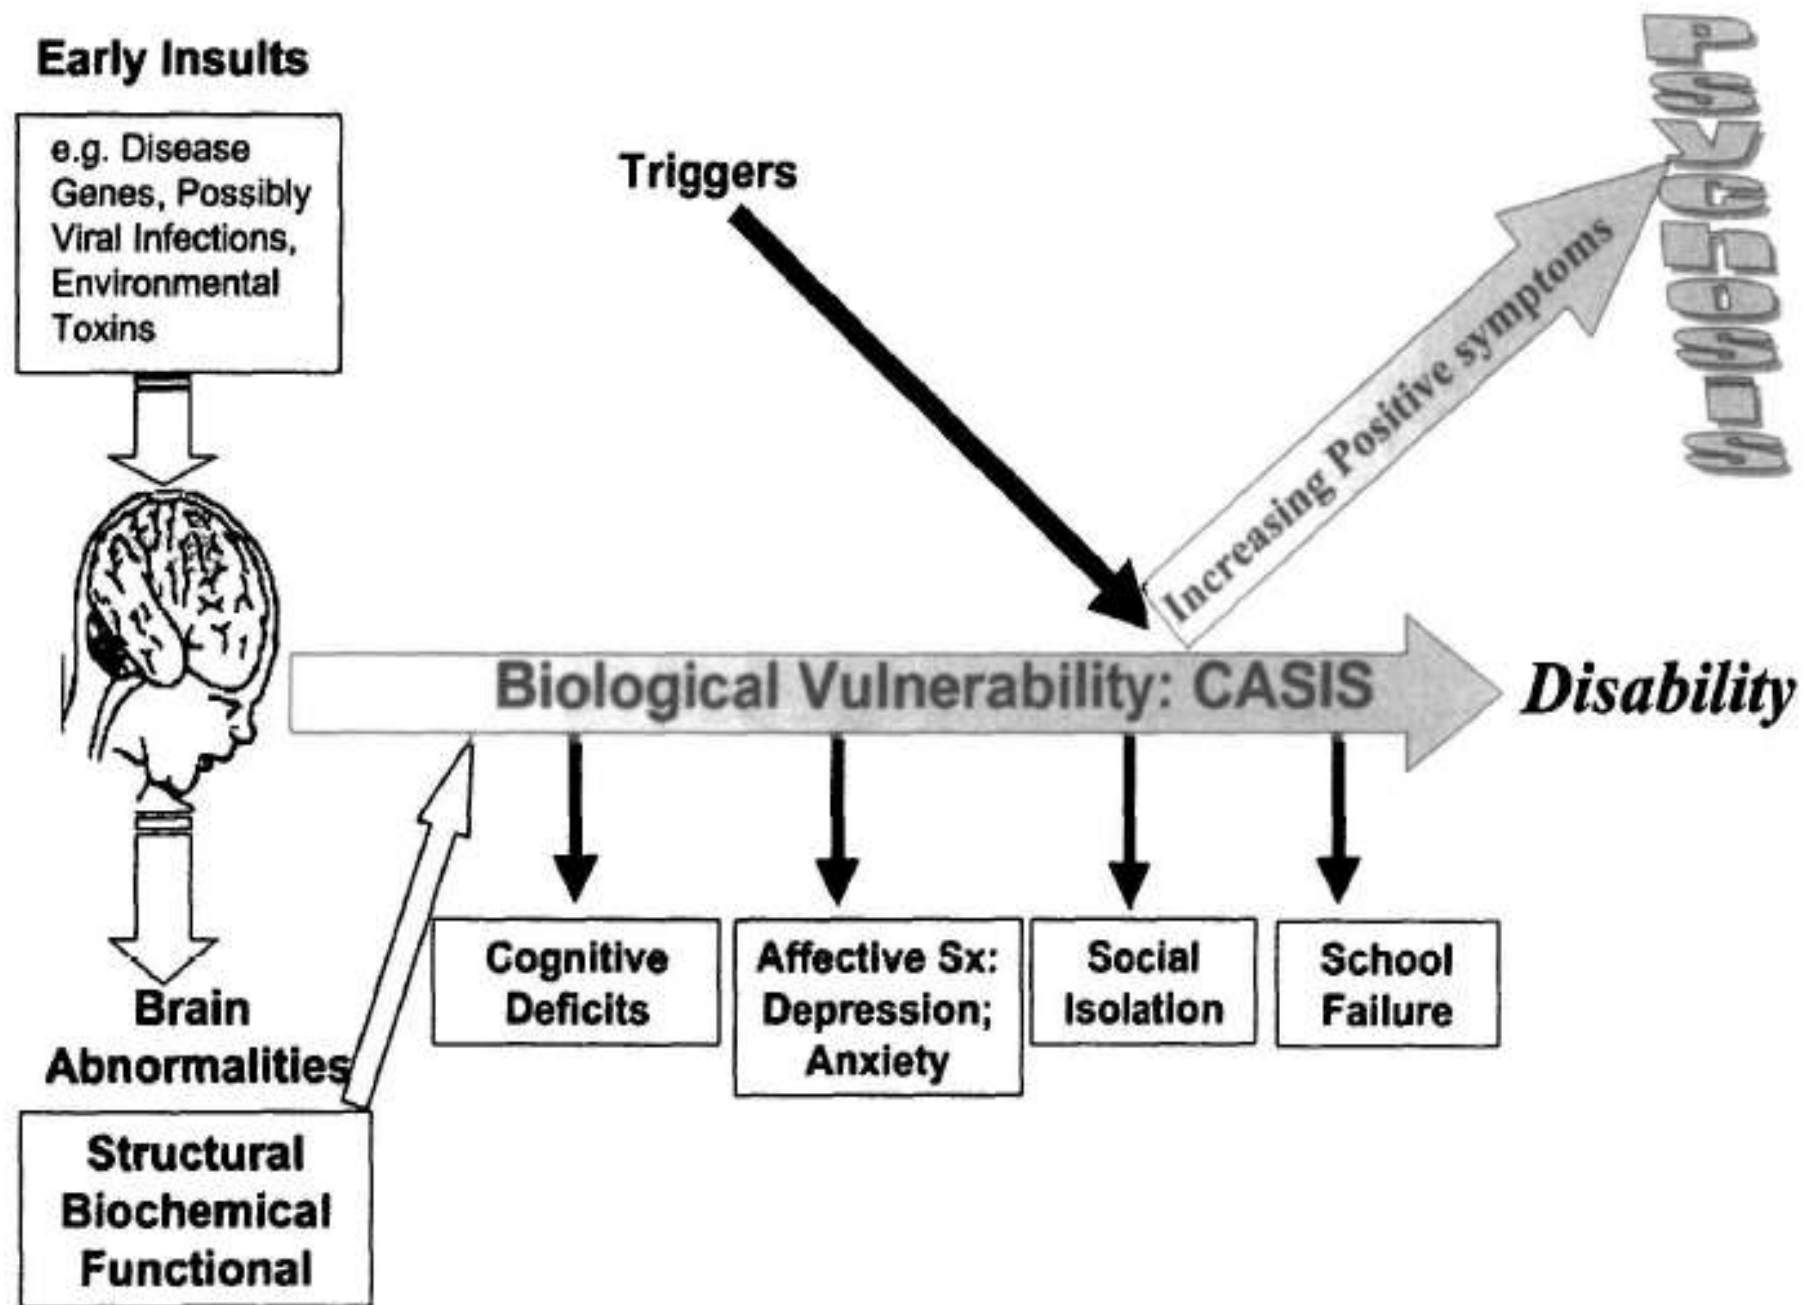 Early Insults
e.g. Disease
Genes, Possibly
Viral Infections,
Environmental
Toxins
Triggers
Increasing Positive symptoms
PSYCHOSIS
Biological Vulnerability: CASIS
Disability
Brain
Abnormalities
Structural
Biochemical
Functional
Cognitive
Deficits
Affective Sx:
Depression;
Anxiety
Social
Isolation
School
Failure